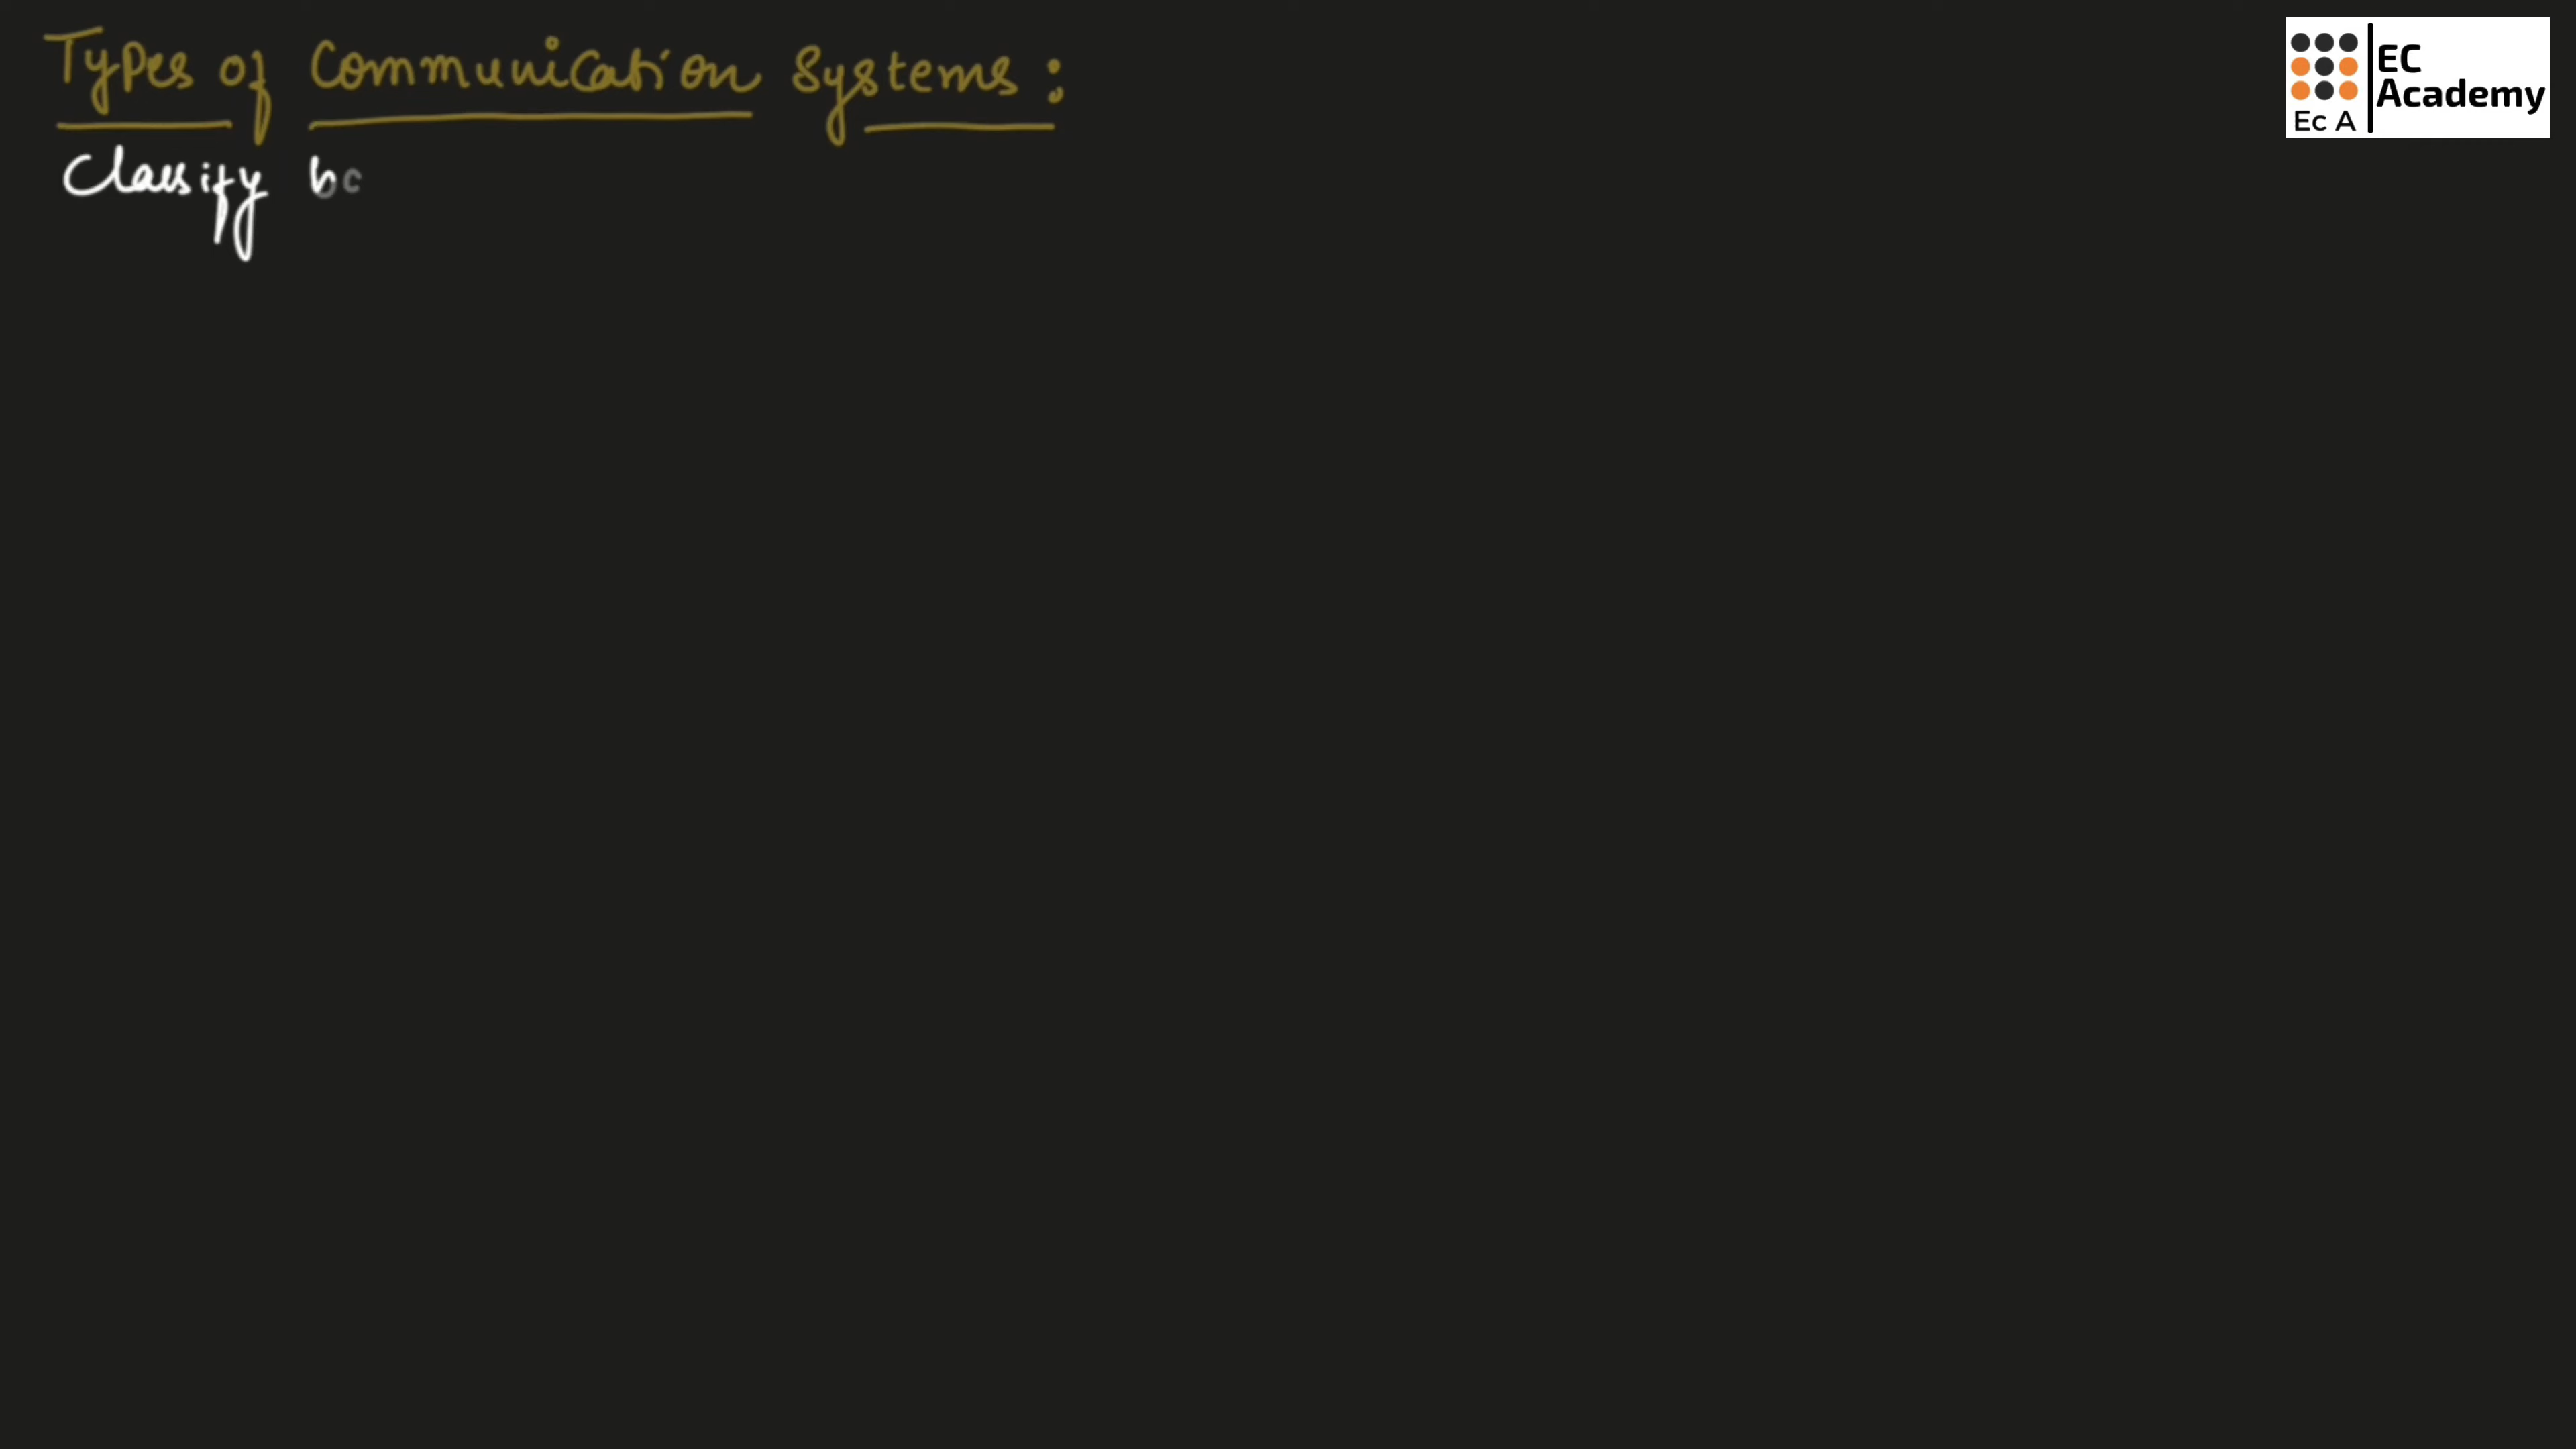 Types of Communication Systems :
Classify
EC
Academy
Ec A